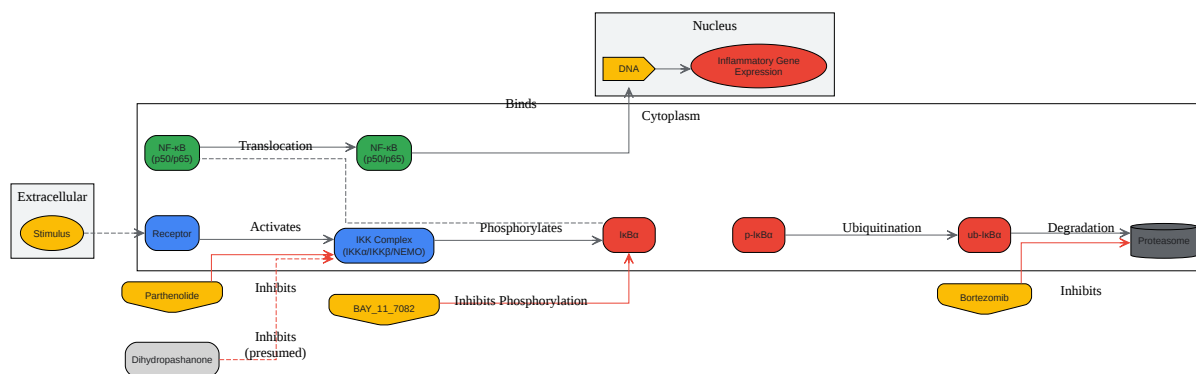 Nucleus
DNA
Inflammatory Gene
Expression
Binds
Cytoplasm
NF-κB
(p50/p65)
Translocation
NF-κB
(p50/p65)
Extracellular
Stimulus
Receptor
Activates
IKK Complex
(IKKα/IKKβ/NEMO)
Phosphorylates
IκBα
p-IκBα
Ubiquitination
ub-IκBα
Degradation
Proteasome
Parthenolide
Inhibits
BAY_11_7082
Inhibits Phosphorylation
Bortezomib
Inhibits
Dihydropashanone
Inhibits
(presumed)